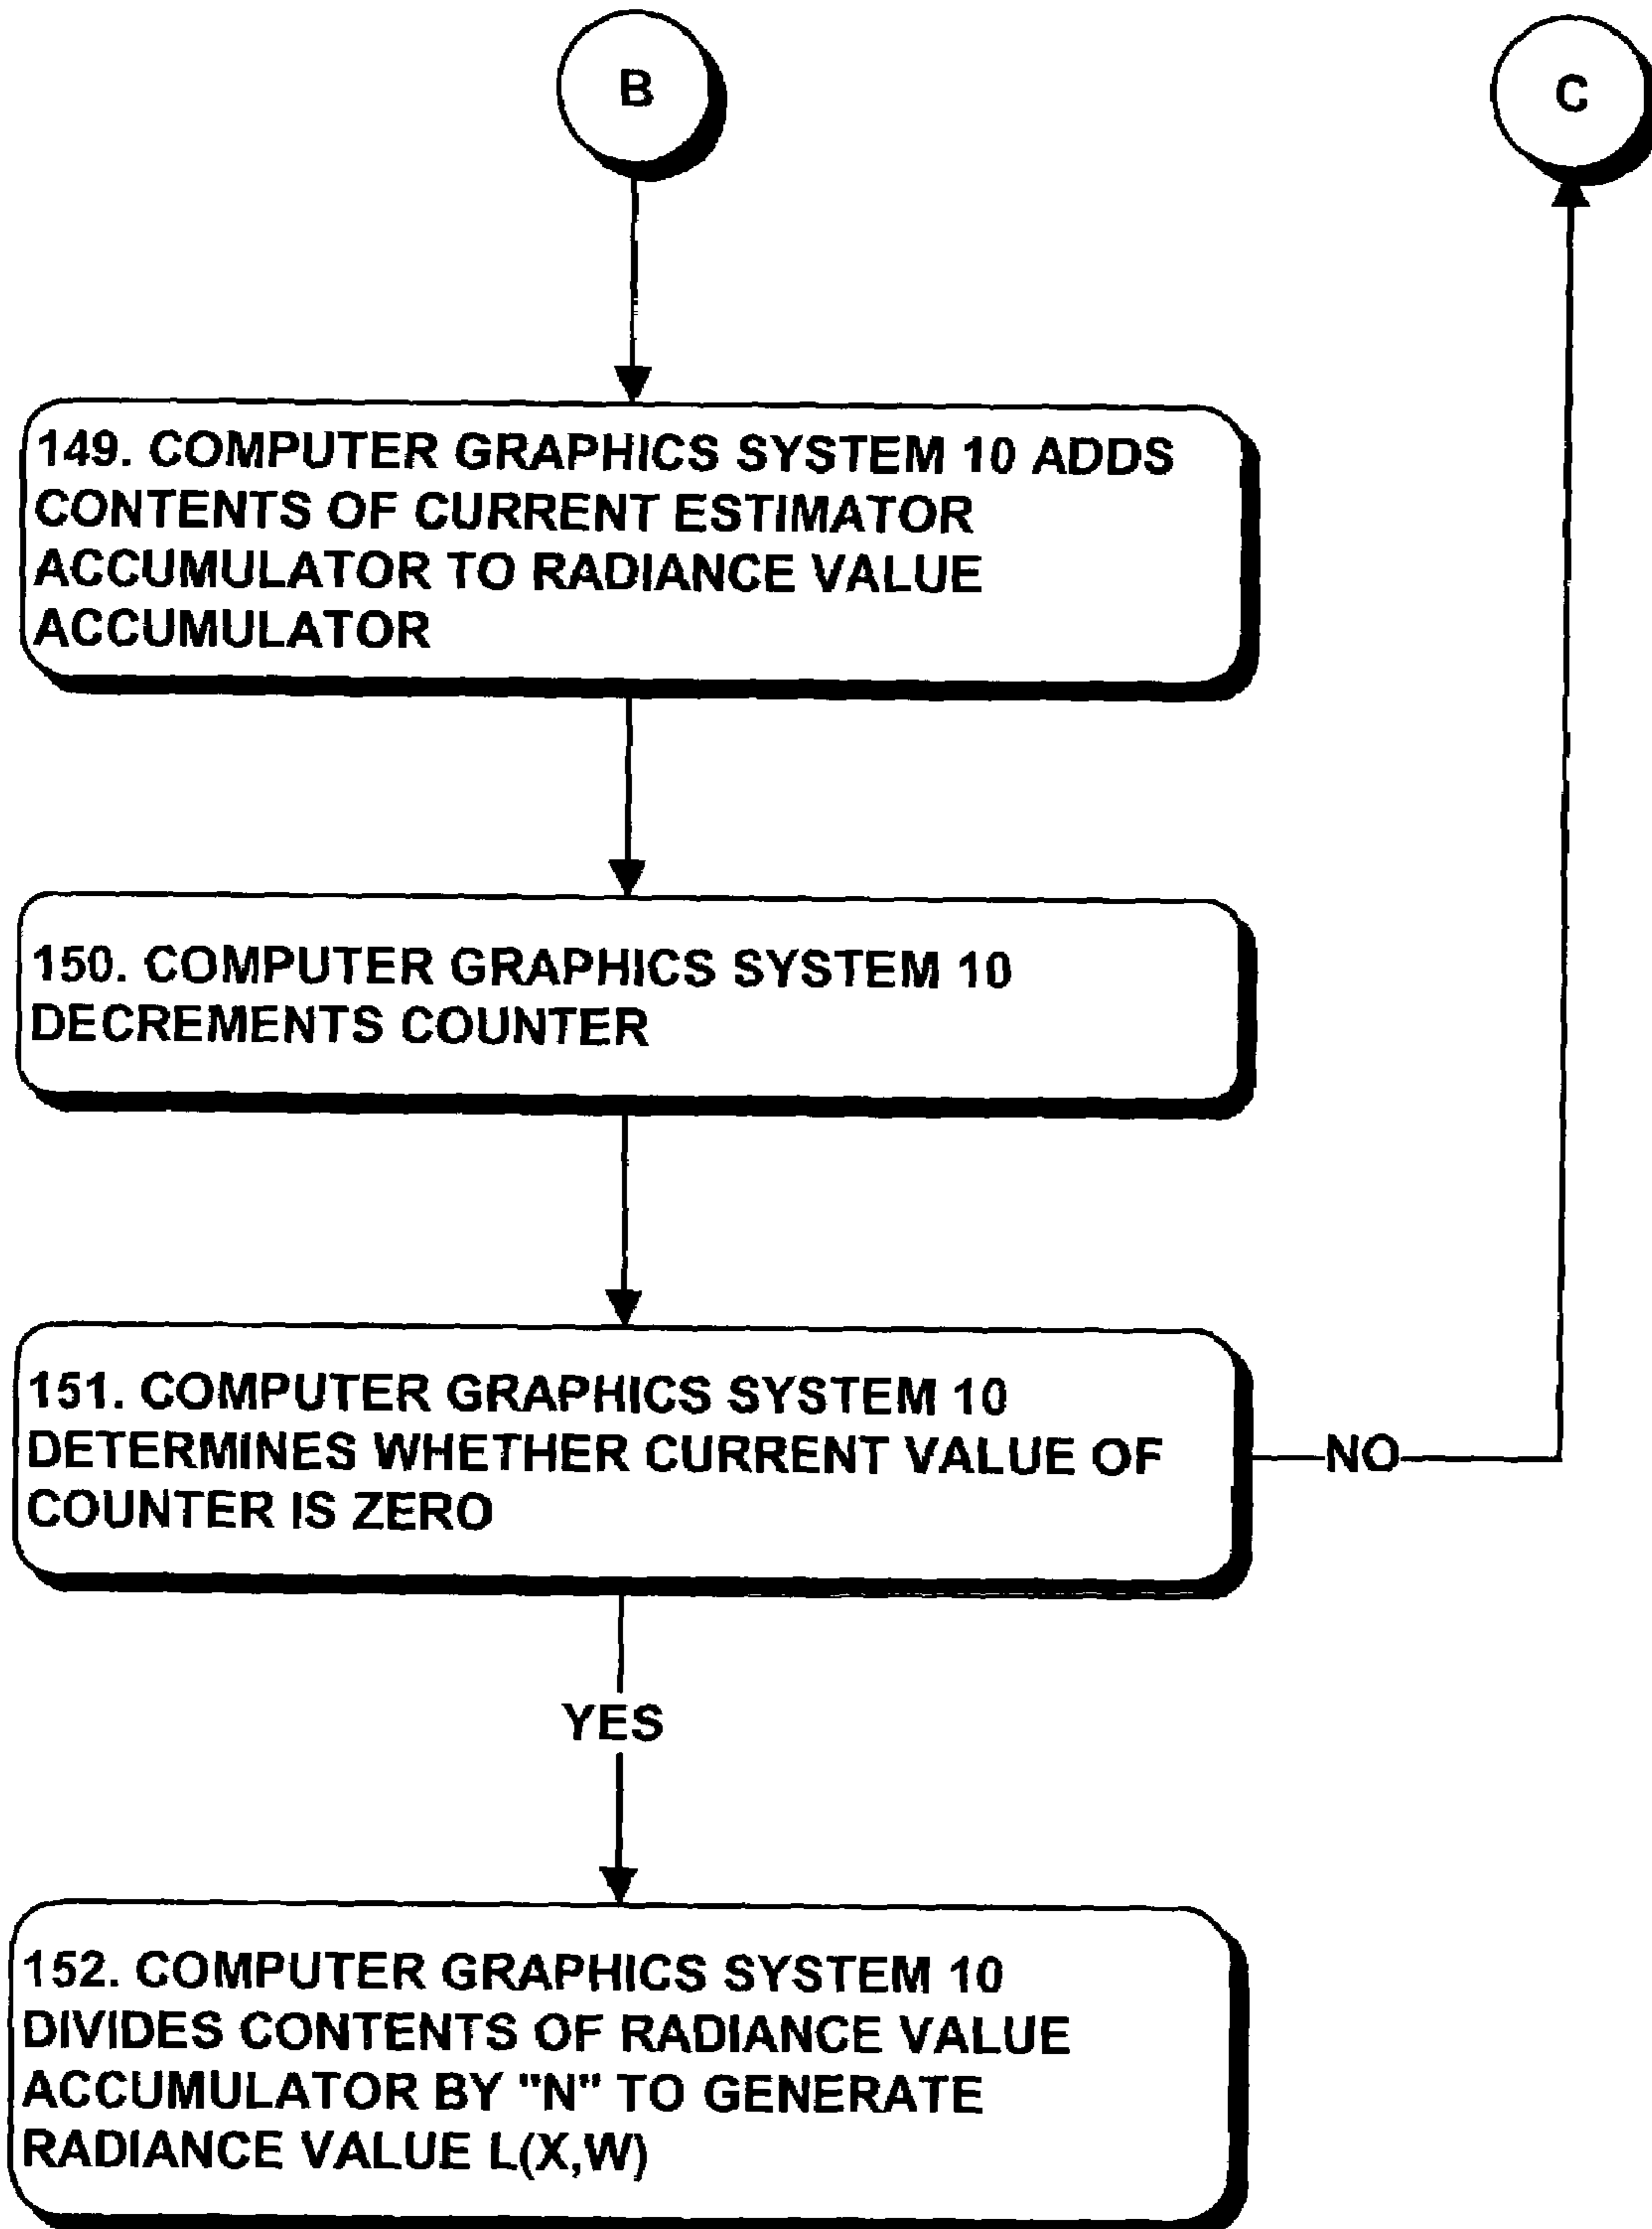 B
C
149. COMPUTER GRAPHICS SYSTEM 10 ADDS
CONTENTS OF CURRENT ESTIMATOR
ACCUMULATOR TO RADIANCE VALUE
ACCUMULATOR
150. COMPUTER GRAPHICS SYSTEM 10
DECREMENTS COUNTER
151. COMPUTER GRAPHICS SYSTEM 10
DETERMINES WHETHER CURRENT VALUE OF
COUNTER IS ZERO
NO
YES
152. COMPUTER GRAPHICS SYSTEM 10
DIVIDES CONTENTS OF RADIANCE VALUE
ACCUMULATOR BY "N" TO GENERATE
RADIANCE VALUE L(X,W)